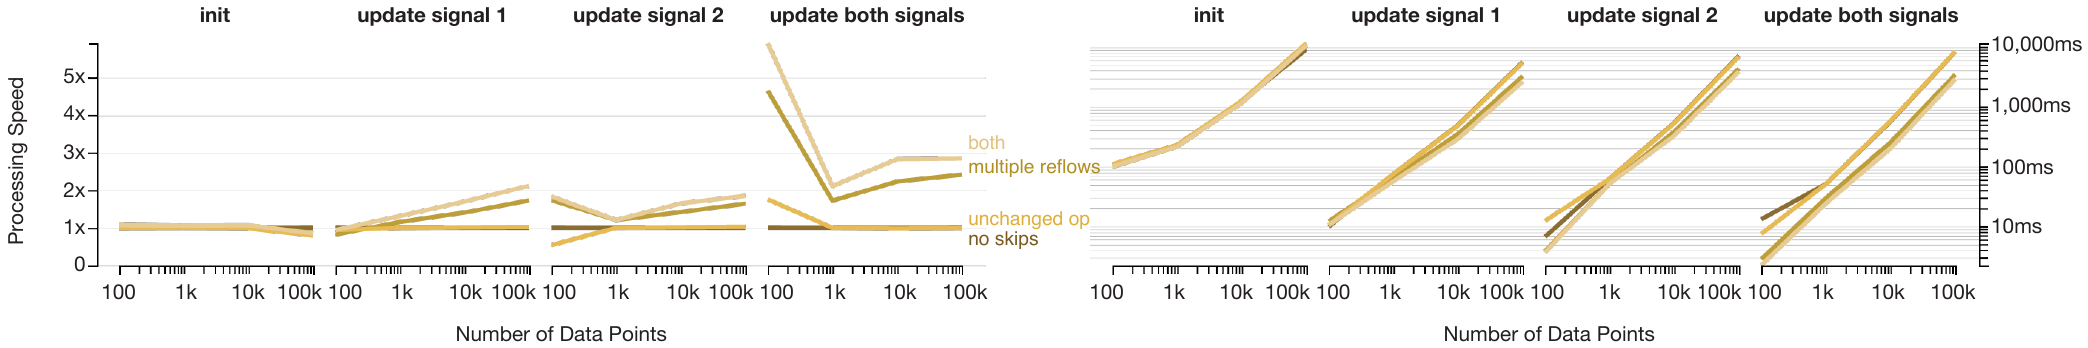 init update signal 1 update signal 2 update both signals
Processing Speed
5x
4x
3x
2x
1x
0
both
multiple reflows
unchanged op
no skips
100 1k 10k 100k 100 1k 10k 100k 100 1k 10k 100k 100 1k 10k 100k
Number of Data Points
init update signal 1 update signal 2 update both signals
10,000ms
1,000ms
100ms
10ms
100 1k 10k 100k 100 1k 10k 100k 100 1k 10k 100k 100 1k 10k 100k
Number of Data Points